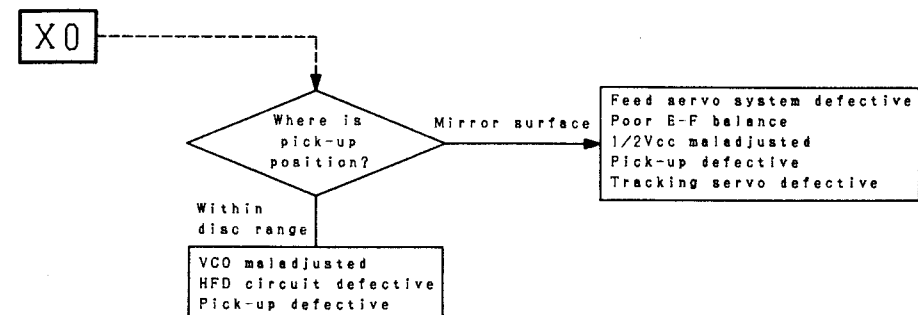 X0
Where is
pick-up
position?
Mirror surface
Feed servo system defective
Poor E-F balance
1/2Vcc maladjusted
Pick-up defective
Tracking servo defective
Within
disc range
VCO maladjusted
HFD circuit defective
Pick-up defective